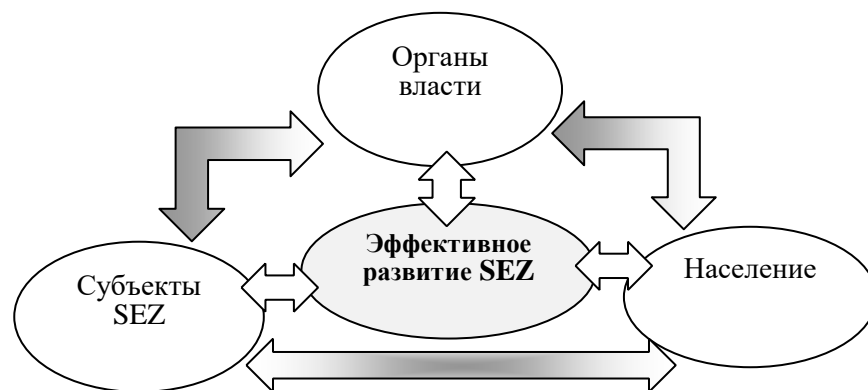 Органы
власти
Эффективное
развитие SEZ
Субъекты
SEZ
Население